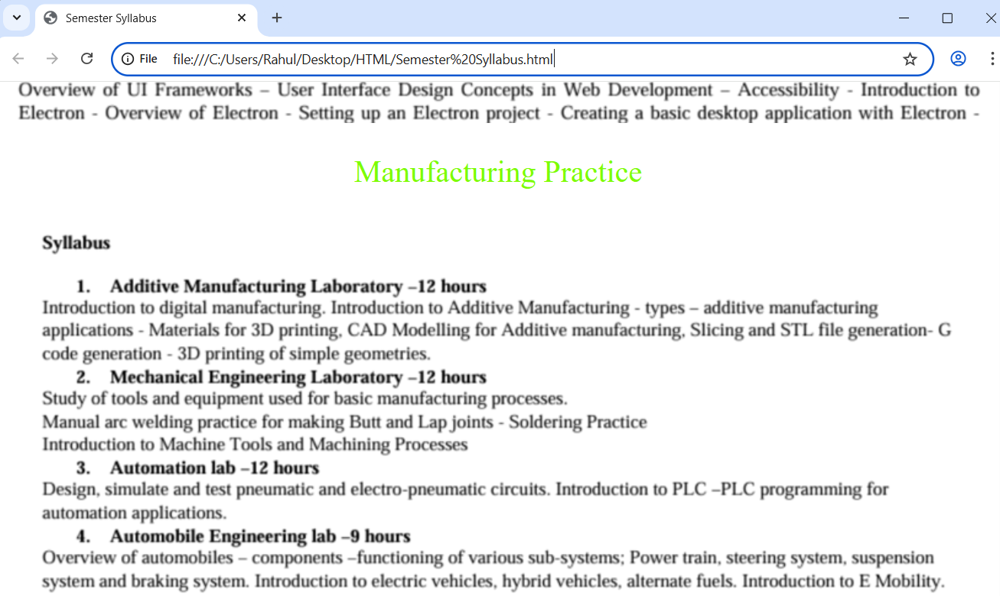 Semester Syllabus
File file:///C:/Users/Rahul/Desktop/HTML/Semester%20Syllabus.html
Overview of UI Frameworks – User Interface Design Concepts in Web Development – Accessibility - Introduction to
Electron - Overview of Electron - Setting up an Electron project - Creating a basic desktop application with Electron -
Manufacturing Practice
Syllabus
1. Additive Manufacturing Laboratory –12 hours
Introduction to digital manufacturing. Introduction to Additive Manufacturing - types – additive manufacturing
applications - Materials for 3D printing, CAD Modelling for Additive manufacturing, Slicing and STL file generation- G
code generation - 3D printing of simple geometries.
2. Mechanical Engineering Laboratory –12 hours
Study of tools and equipment used for basic manufacturing processes.
Manual arc welding practice for making Butt and Lap joints - Soldering Practice
Introduction to Machine Tools and Machining Processes
3. Automation lab –12 hours
Design, simulate and test pneumatic and electro-pneumatic circuits. Introduction to PLC –PLC programming for
automation applications.
4. Automobile Engineering lab –9 hours
Overview of automobiles – components –functioning of various sub-systems; Power train, steering system, suspension
system and braking system. Introduction to electric vehicles, hybrid vehicles, alternate fuels. Introduction to E Mobility.